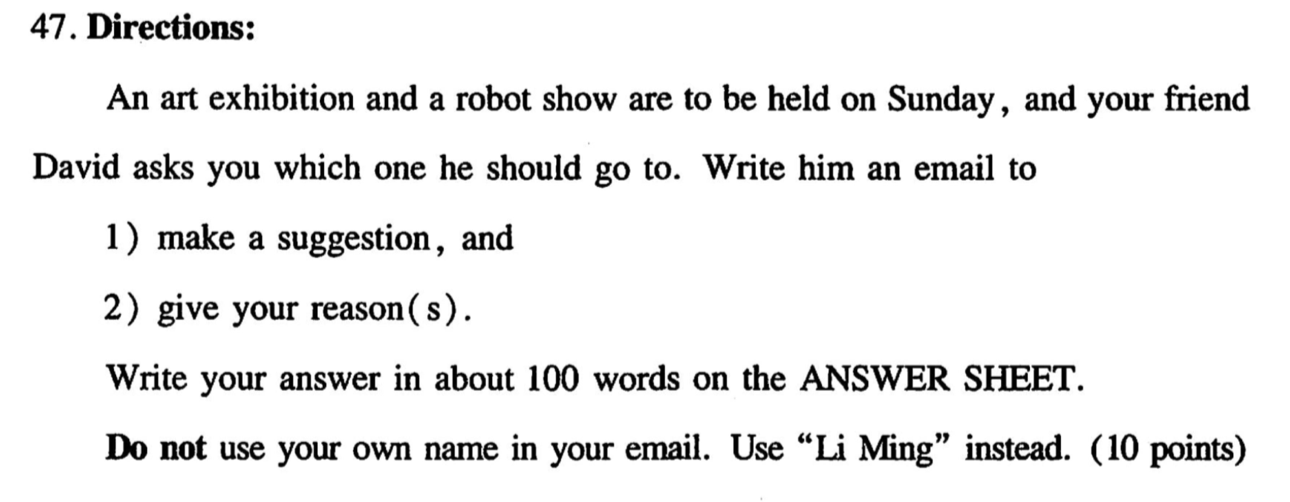 47. Directions:
An art exhibition and a robot show are to be held on Sunday, and your friend
David asks you which one he should go to. Write him an email to
1) make a suggestion, and
2) give your reason(s).
Write your answer in about 100 words on the ANSWER SHEET.
Do not use your own name in your email. Use “Li Ming” instead. (10 points)